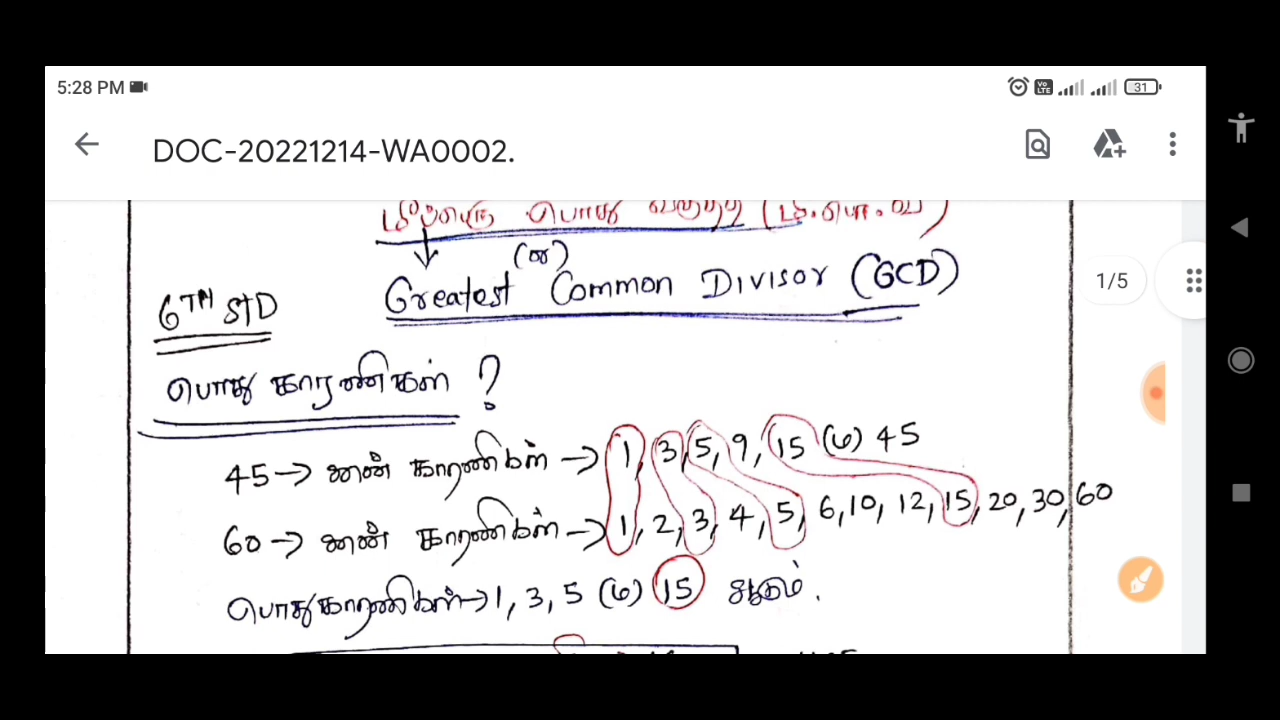 5:28 PM
31
DOC-20221214-WA0002.
1/5
மீப்பெரு பொது வகுத்தி (மீ.பொ.வ)
(or)
Greatest Common Divisor (GCD)
6TH STD
பொது காரணிகள் ?
45→ ன் காரணிகள் → 1, 3, 5, 9, 15 (ம) 45
60→ ன் காரணிகள் → 1, 2, 3, 4, 5, 6, 10, 12, 15, 20, 30, 60
பொதுகாரணிகள்→1, 3, 5 (ம) 15 ஆகும்.